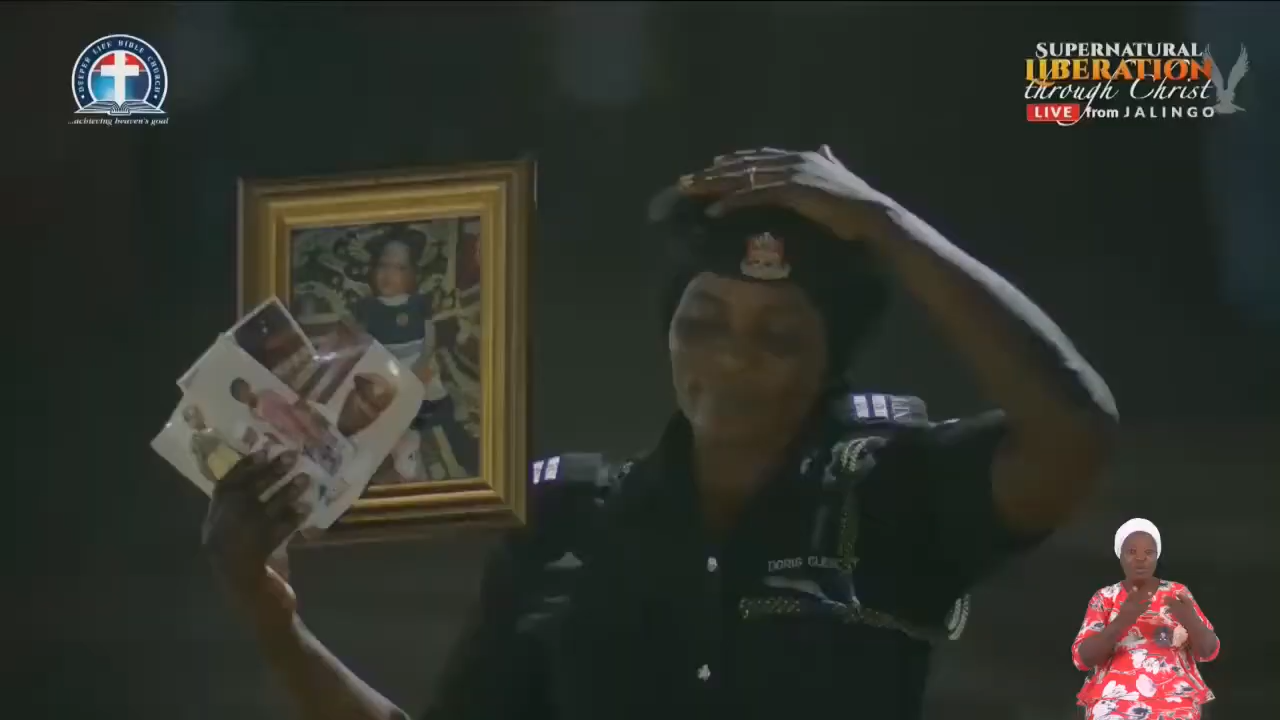 DEEPER LIFE BIBLE CHURCH
...achieving heaven's goal
SUPERNATURAL
LIBERATION
through Christ
LIVE from JALINGO
DORIS